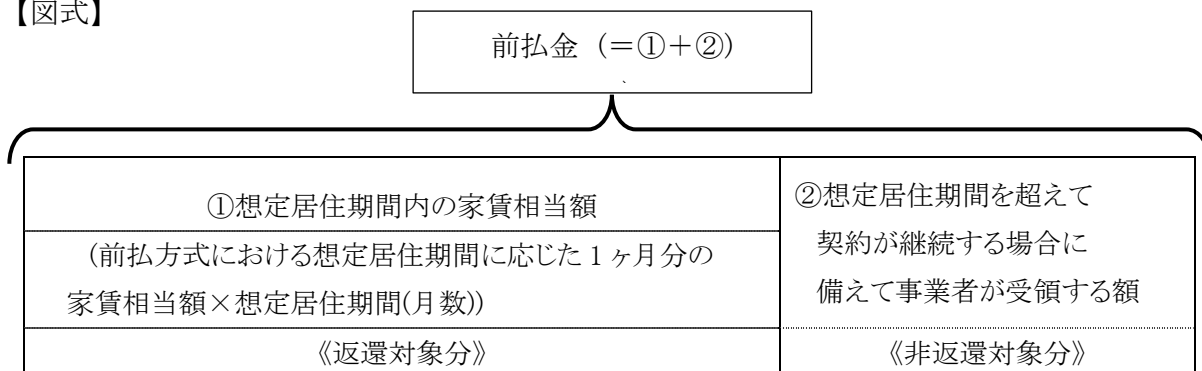 【図式】
前払金（＝①＋②）
①想定居住期間内の家賃相当額
（前払方式における想定居住期間に応じた１ヶ月分の
家賃相当額×想定居住期間(月数)）
《返還対象分》
②想定居住期間を超えて
契約が継続する場合に
備えて事業者が受領する額
《非返還対象分》